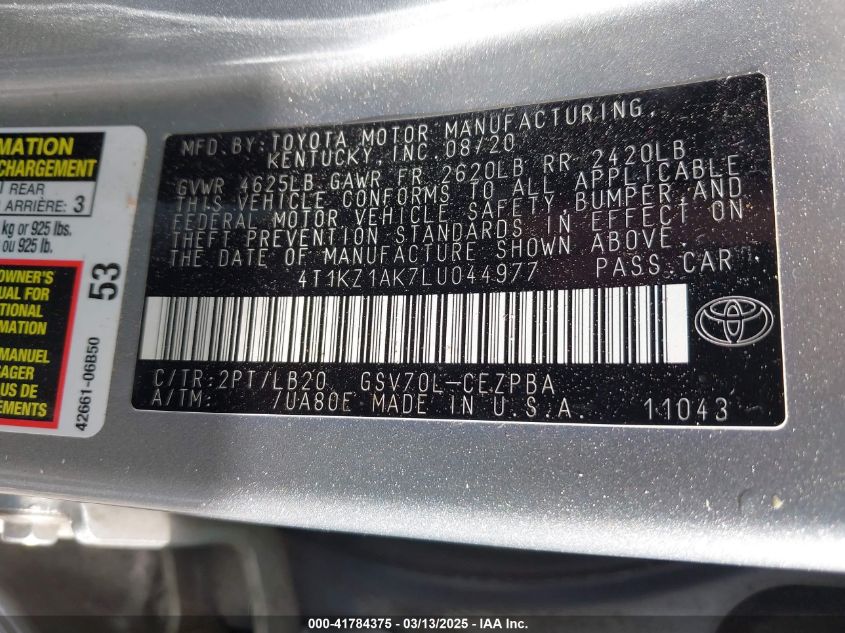 MATION
CHARGEMENT
REAR
ARRIÈRE: 3
kg or 925 lbs.
ou 925 lb.
OWNER'S
UAL FOR
TIONAL
RMATION
MANUEL
US DE
EMENTS
53
42661-06B50
MFD. BY: TOYOTA MOTOR MANUFACTURING,
KENTUCKY, INC 08/20
GVWR 4625LB GAWR FR 2620LB RR 2420LB
THIS VEHICLE CONFORMS TO ALL APPLICABLE
FEDERAL MOTOR VEHICLE SAFETY BUMPER, AND
THEFT PREVENTION STANDARDS IN EFFECT ON
THE DATE OF MANUFACTURE SHOWN ABOVE.
4T1KZ1AK7LU044977 PASS CAR
C/TR: 2PT/LB20 GSV70L-CEZPBA
A/TM: 7UA80E MADE IN U.S.A. 11043
000-41784375 — 03/13/2025 — IAA Inc.